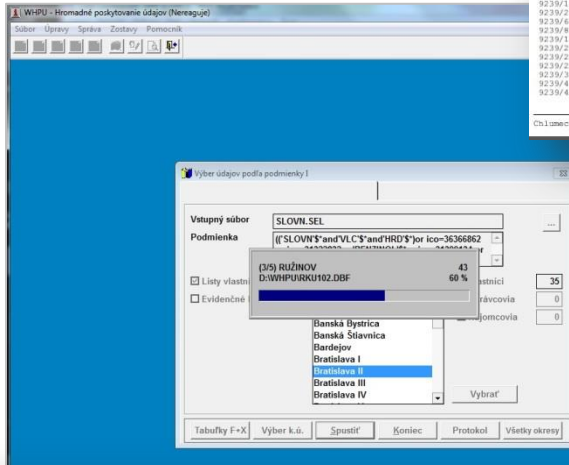 WHPU - Hromadné poskytovanie údajov (Nereaguje)
Súbor Úpravy Správa Zostavy Pomocník
9239/1
9239/2
9239/6
9239/8
9239/1
9239/2
9239/2
9239/2
9239/3
9239/4
9239/4
Chlumec
Výber údajov podľa podmienky I
Vstupný súbor SLOVN.SEL ...
Podmienka (('SLOVN'$*and'VLC'$*and'HRD'$*)or ico=36366862
(3/5) RUŽINOV 43
D:\WHPU\RKU102.DBF 60 %
Listy vlastní 35
Evidenčné 0
0
Banská Bystrica
Banská Štiavnica
Bardejov
Bratislava I
Bratislava II
Bratislava III
Bratislava IV
Vybrať
Tabuľky F+X Výber k.ú. Spustiť Koniec Protokol Všetky okresy